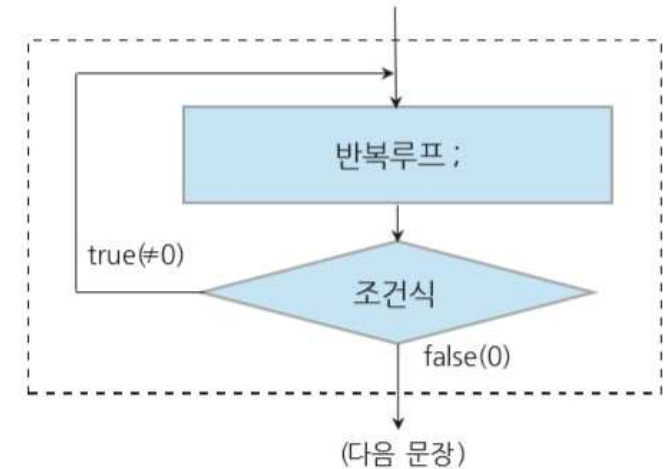 반복루프 ;
true(≠0)
조건식
false(0)
(다음 문장)